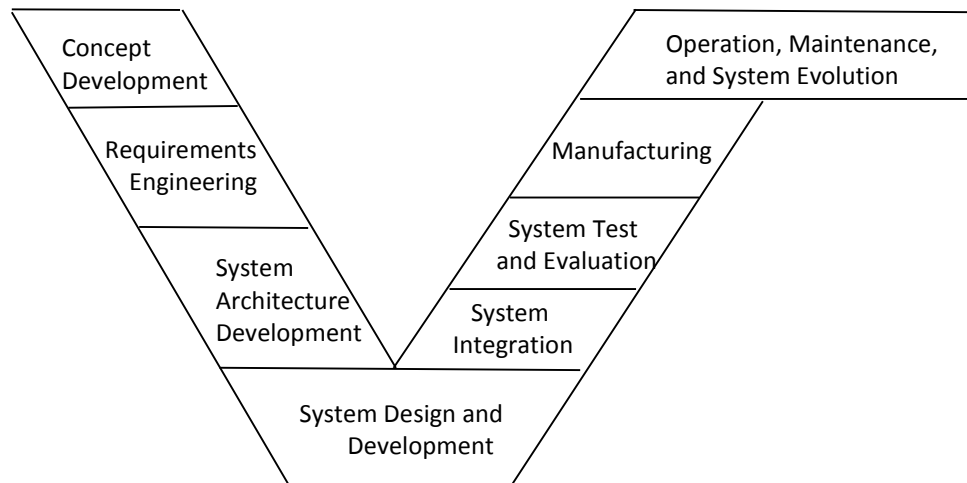 Concept
Development
Requirements
Engineering
System
Architecture
Development
System Design and
Development
System
Integration
System Test
and Evaluation
Manufacturing
Operation, Maintenance,
and System Evolution